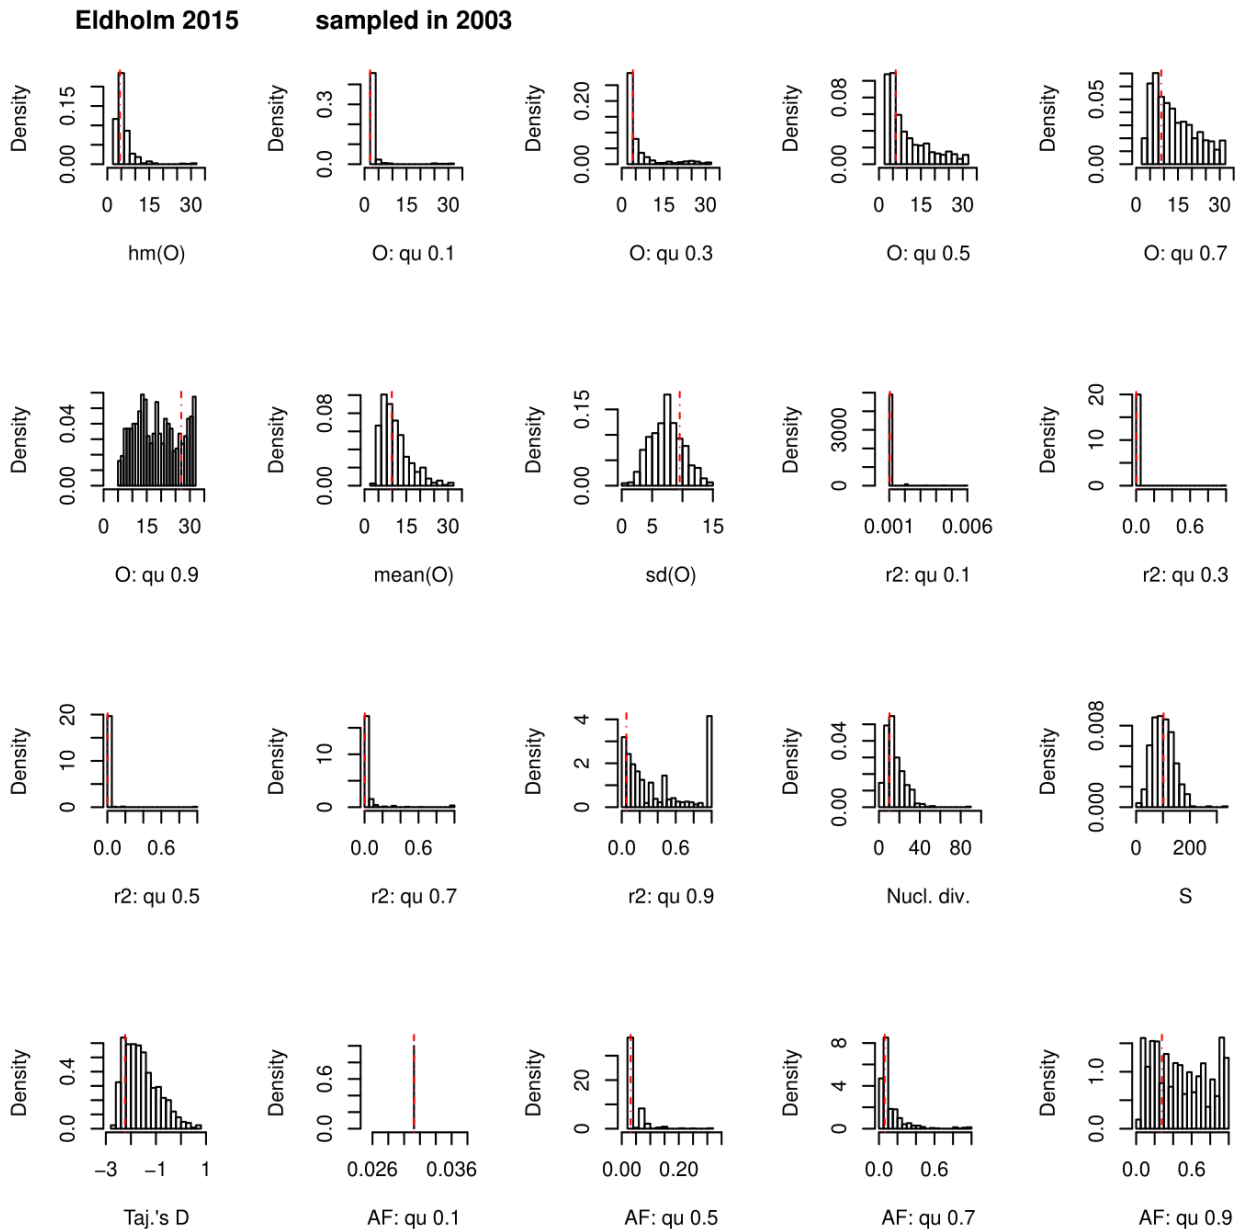 Eldholm 2015 sampled in 2003
Density Density Density Density Density
0.00 0.15
0.0 0.3
0.00 0.20
0.00 0.08
0.00 0.05
0 15 30 0 15 30 0 15 30 0 15 30 0 15 30
hm(O) O: qu 0.1 O: qu 0.3 O: qu 0.5 O: qu 0.7
Density Density Density Density Density
0.00 0.04
0.00 0.08
0.00 0.15
0 3000
0 10 20
0 15 30 0 15 30 0 5 15 0.001 0.006 0.0 0.6
O: qu 0.9 mean(O) sd(O) r2: qu 0.1 r2: qu 0.3
Density Density Density Density Density
0 10 20
0 10
0 2 4
0.00 0.04
0.000 0.008
0.0 0.6 0.0 0.6 0.0 0.6 0 40 80 0 200
r2: qu 0.5 r2: qu 0.7 r2: qu 0.9 Nucl. div. S
Density Density Density Density Density
0.0 0.4
0.0 0.6
0 20
0 4 8
0.0 1.0
−3 −1 1 0.026 0.036 0.00 0.20 0.0 0.6 0.0 0.6
Taj.'s D AF: qu 0.1 AF: qu 0.5 AF: qu 0.7 AF: qu 0.9